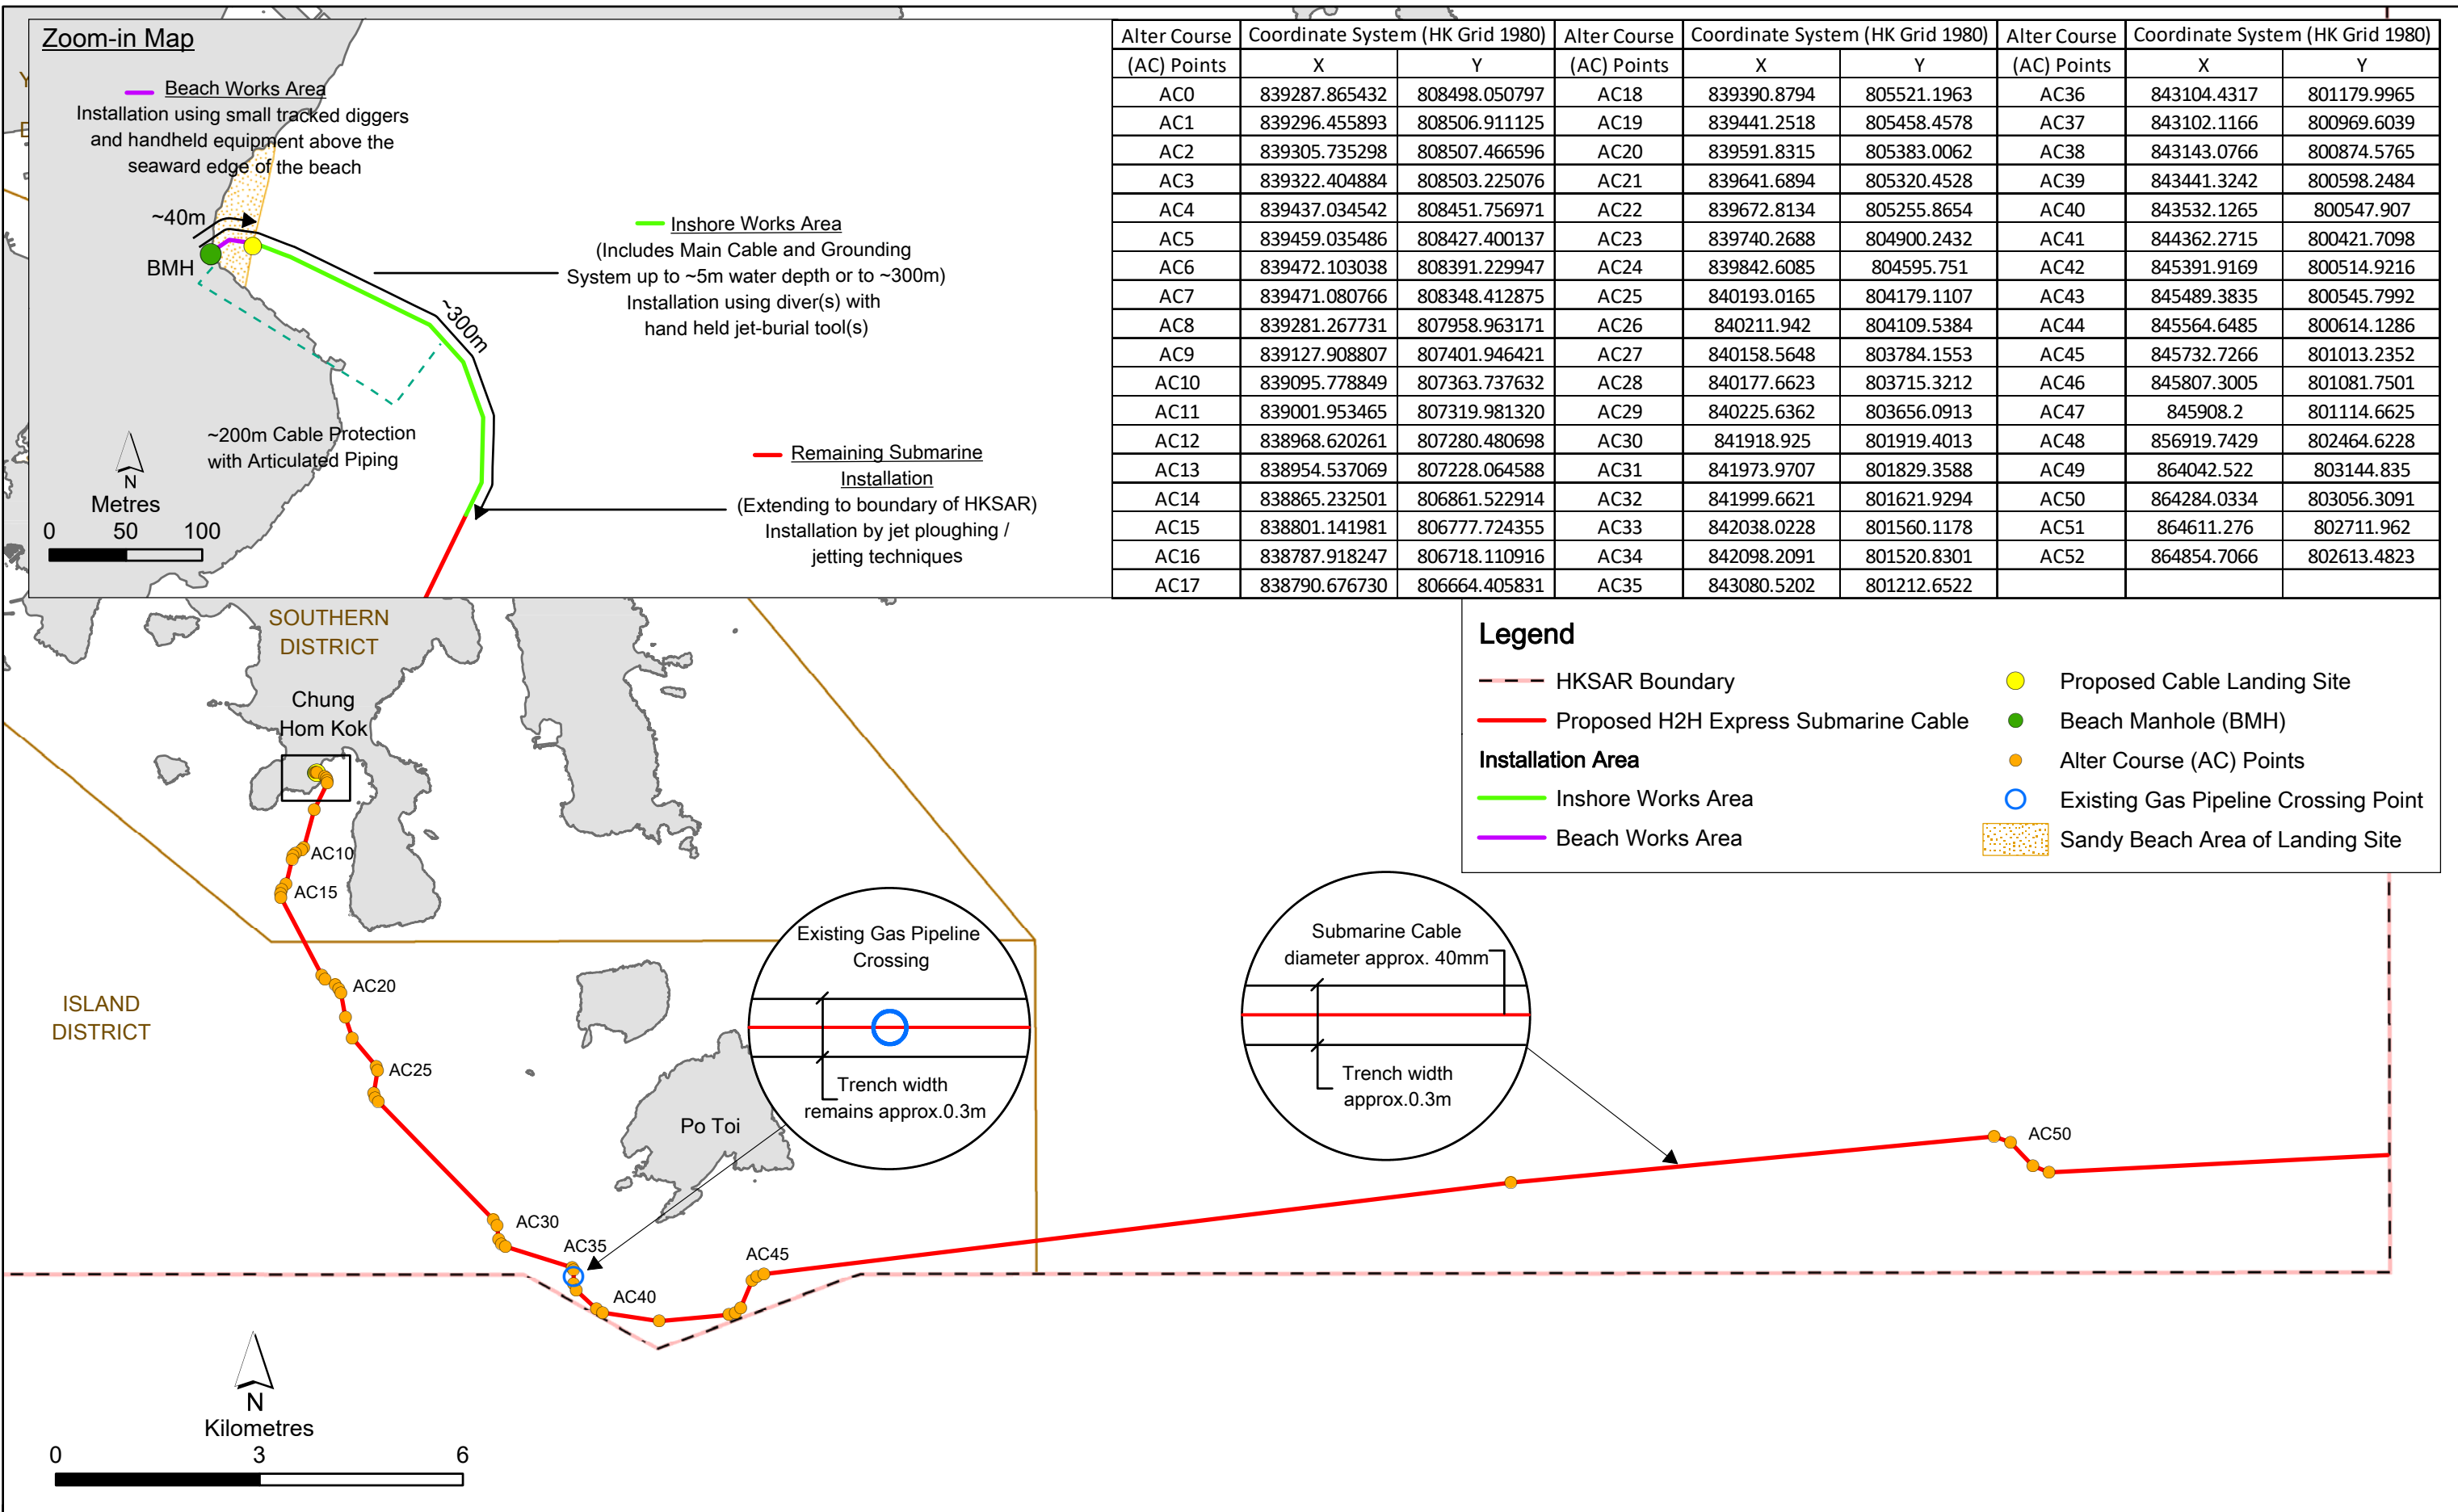 Zoom-in Map
Beach Works Area
Installation using small tracked diggers
and handheld equipment above the
seaward edge of the beach
~40m
BMH
Inshore Works Area
(Includes Main Cable and Grounding
System up to ~5m water depth or to ~300m)
Installation using diver(s) with
hand held jet-burial tool(s)
~300m
~200m Cable Protection
with Articulated Piping
Remaining Submarine
Installation
(Extending to boundary of HKSAR)
Installation by jet ploughing /
jetting techniques
N
Metres
0 50 100
Alter Course Coordinate System (HK Grid 1980) Alter Course Coordinate System (HK Grid 1980) Alter Course Coordinate System (HK Grid 1980)
(AC) Points X Y (AC) Points X Y (AC) Points X Y
AC0 839287.865432 808498.050797 AC18 839390.8794 805521.1963 AC36 843104.4317 801179.9965
AC1 839296.455893 808506.911125 AC19 839441.2518 805458.4578 AC37 843102.1166 800969.6039
AC2 839305.735298 808507.466596 AC20 839591.8315 805383.0062 AC38 843143.0766 800874.5765
AC3 839322.404884 808503.225076 AC21 839641.6894 805320.4528 AC39 843441.3242 800598.2484
AC4 839437.034542 808451.756971 AC22 839672.8134 805255.8654 AC40 843532.1265 800547.907
AC5 839459.035486 808427.400137 AC23 839740.2688 804900.2432 AC41 844362.2715 800421.7098
AC6 839472.103038 808391.229947 AC24 839842.6085 804595.751 AC42 845391.9169 800514.9216
AC7 839471.080766 808348.412875 AC25 840193.0165 804179.1107 AC43 845489.3835 800545.7992
AC8 839281.267731 807958.963171 AC26 840211.942 804109.5384 AC44 845564.6485 800614.1286
AC9 839127.908807 807401.946421 AC27 840158.5648 803784.1553 AC45 845732.7266 801013.2352
AC10 839095.778849 807363.737632 AC28 840177.6623 803715.3212 AC46 845807.3005 801081.7501
AC11 839001.953465 807319.981320 AC29 840225.6362 803656.0913 AC47 845908.2 801114.6625
AC12 838968.620261 807280.480698 AC30 841918.925 801919.4013 AC48 856919.7429 802464.6228
AC13 838954.537069 807228.064588 AC31 841973.9707 801829.3588 AC49 864042.522 803144.835
AC14 838865.232501 806861.522914 AC32 841999.6621 801621.9294 AC50 864284.0334 803056.3091
AC15 838801.141981 806777.724355 AC33 842038.0228 801560.1178 AC51 864611.276 802711.962
AC16 838787.918247 806718.110916 AC34 842098.2091 801520.8301 AC52 864854.7066 802613.4823
AC17 838790.676730 806664.405831 AC35 843080.5202 801212.6522
Legend
HKSAR Boundary
Proposed H2H Express Submarine Cable
Installation Area
Inshore Works Area
Beach Works Area
Proposed Cable Landing Site
Beach Manhole (BMH)
Alter Course (AC) Points
Existing Gas Pipeline Crossing Point
Sandy Beach Area of Landing Site
SOUTHERN
DISTRICT
Chung
Hom Kok
AC10
AC15
ISLAND
DISTRICT
AC20
AC25
AC30
AC35
AC40
AC45
AC50
Po Toi
Existing Gas Pipeline
Crossing
Trench width
remains approx.0.3m
Submarine Cable
diameter approx. 40mm
Trench width
approx.0.3m
N
Kilometres
0 3 6